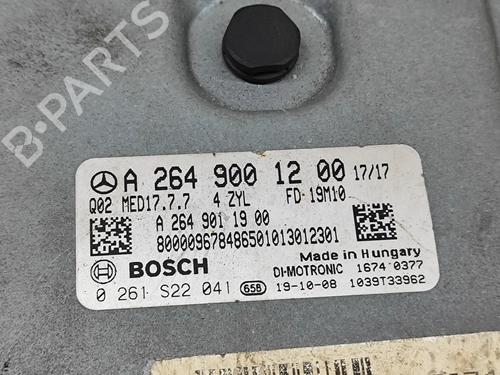 B-PARTS
A 264 900 12 00 17/17
Q02 MED17.7.7 4 ZYL FD 19M10
A 264 901 19 00
80000967848650101301 2301
BOSCH
Made in Hungary
DI-MOTRONIC 1674 0377
0 261 S22 041 658 19-10-08 1039T33962